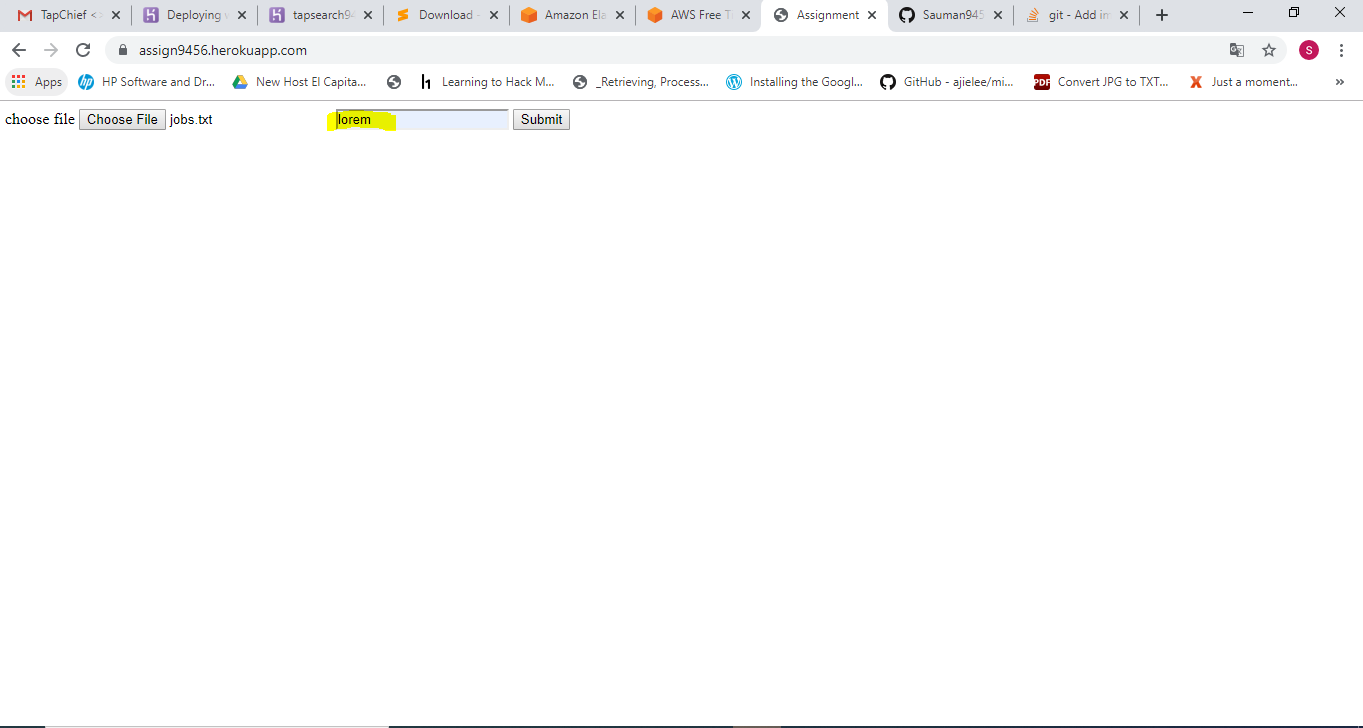 TapChief <> Deploying w tapsearch94 Download - Amazon Ela AWS Free Ti Assignment Sauman945 git - Add im
assign9456.herokuapp.com S
Apps HP Software and Dr... New Host El Capita... Learning to Hack M... _Retrieving, Process... Installing the Googl... GitHub - ajielee/mi... PDF Convert JPG to TXT... Just a moment... »
choose file Choose File jobs.txt lorem Submit